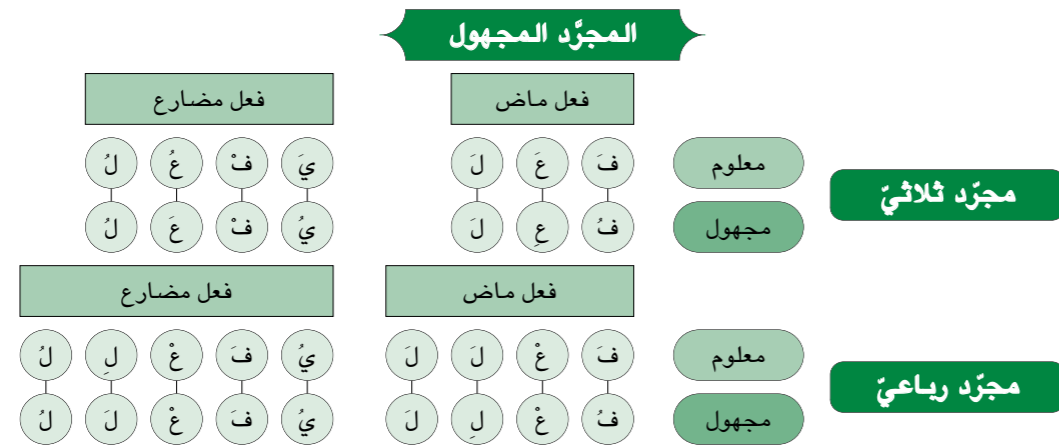 المجرَّد المجهول
فعل ماض فعل مضارع
مجرّد ثلاثيّ
معلوم فَ عَ لَ يَ فْ عُ لُ
مجهول فُ عِ لَ يُ فْ عَ لُ
فعل ماض فعل مضارع
مجرّد رباعيّ
معلوم فَ عْ لَ لَ يُ فَ عْ لِ لُ
مجهول فُ عْ لِ لَ يُ فَ عْ لَ لُ